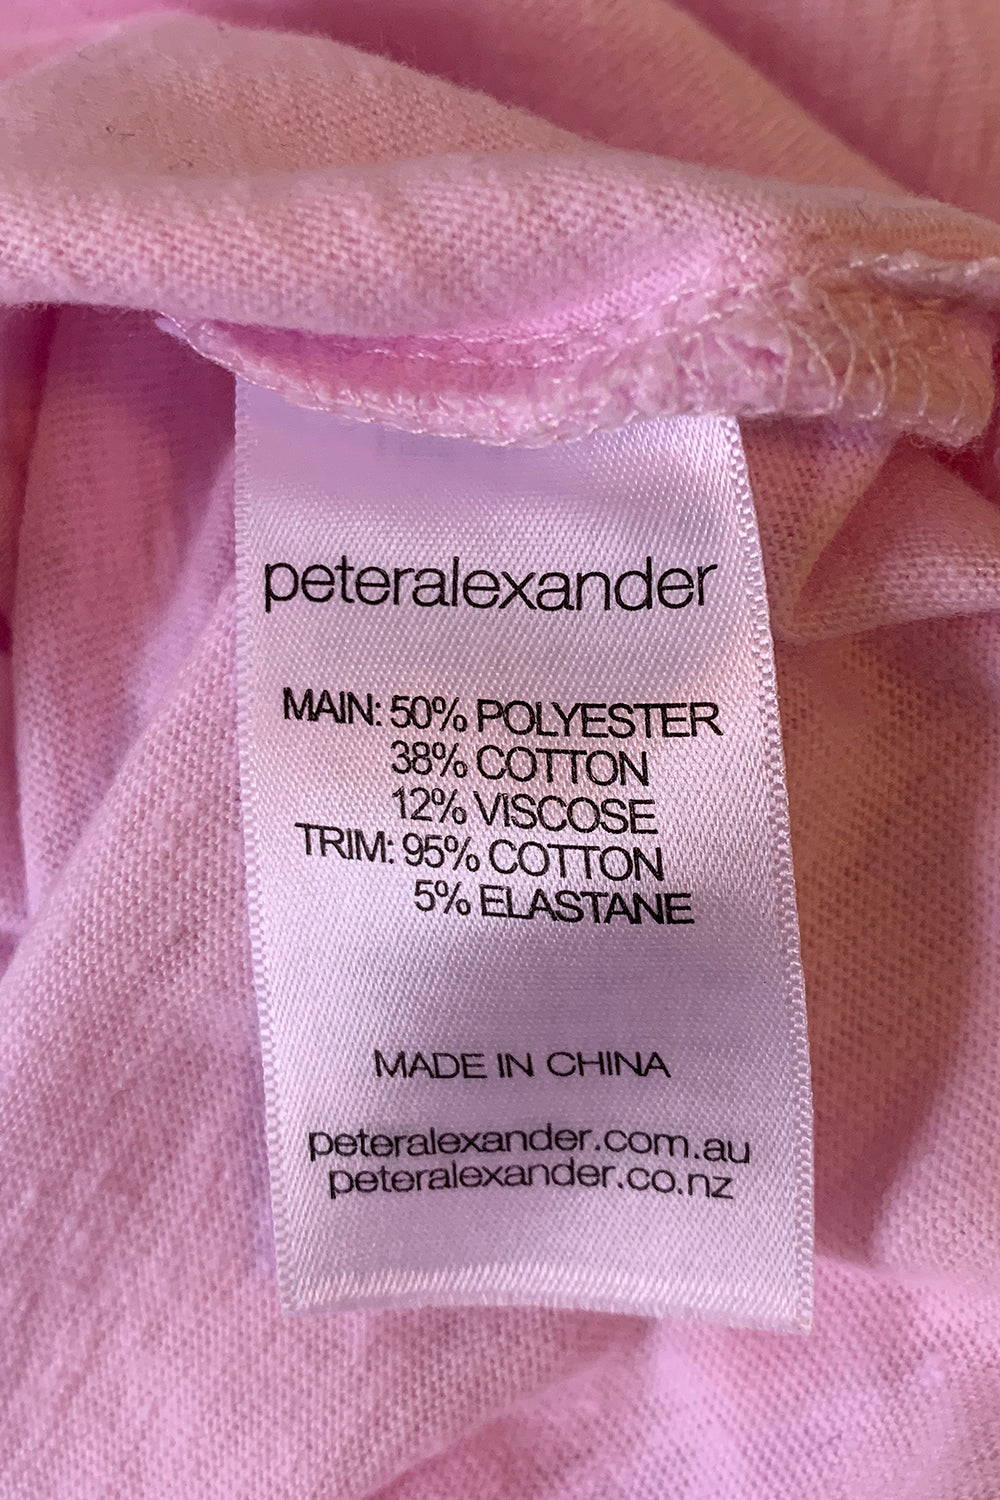 peteralexander
MAIN: 50% POLYESTER
38% COTTON
12% VISCOSE
TRIM: 95% COTTON
5% ELASTANE
MADE IN CHINA
peteralexander.com.au
peteralexander.co.nz